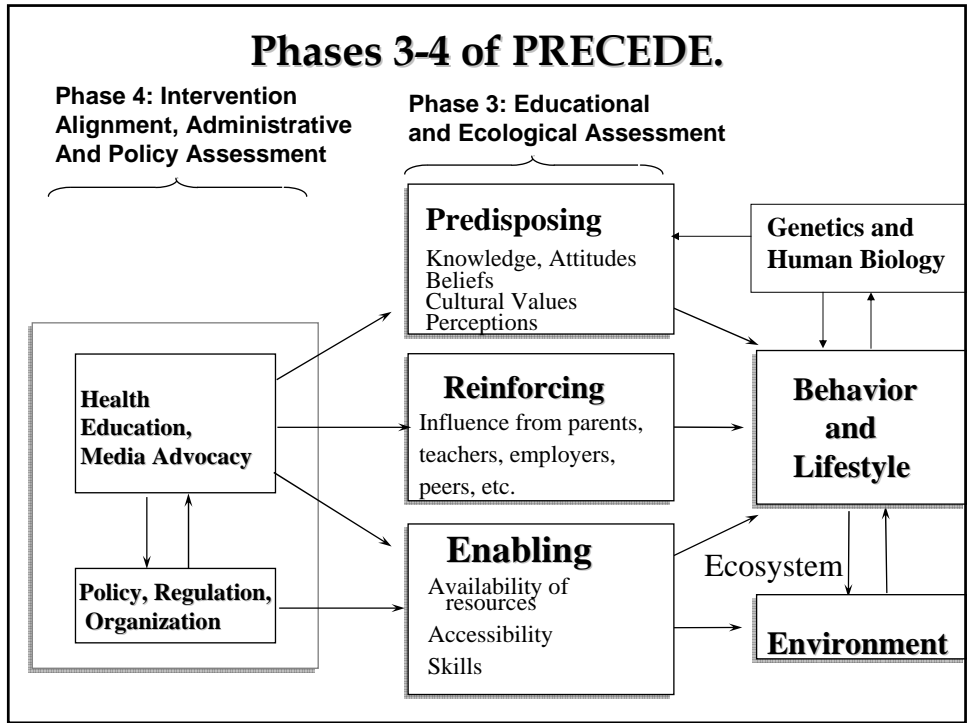 Phases 3-4 of PRECEDE.
Phase 4: Intervention
Alignment, Administrative
And Policy Assessment
Phase 3: Educational
and Ecological Assessment
Predisposing
Knowledge, Attitudes
Beliefs
Cultural Values
Perceptions
Genetics and
Human Biology
Health
Education,
Media Advocacy
Reinforcing
Influence from parents,
teachers, employers,
peers, etc.
Behavior
and
Lifestyle
Policy, Regulation,
Organization
Enabling
Availability of
resources
Accessibility
Skills
Ecosystem
Environment